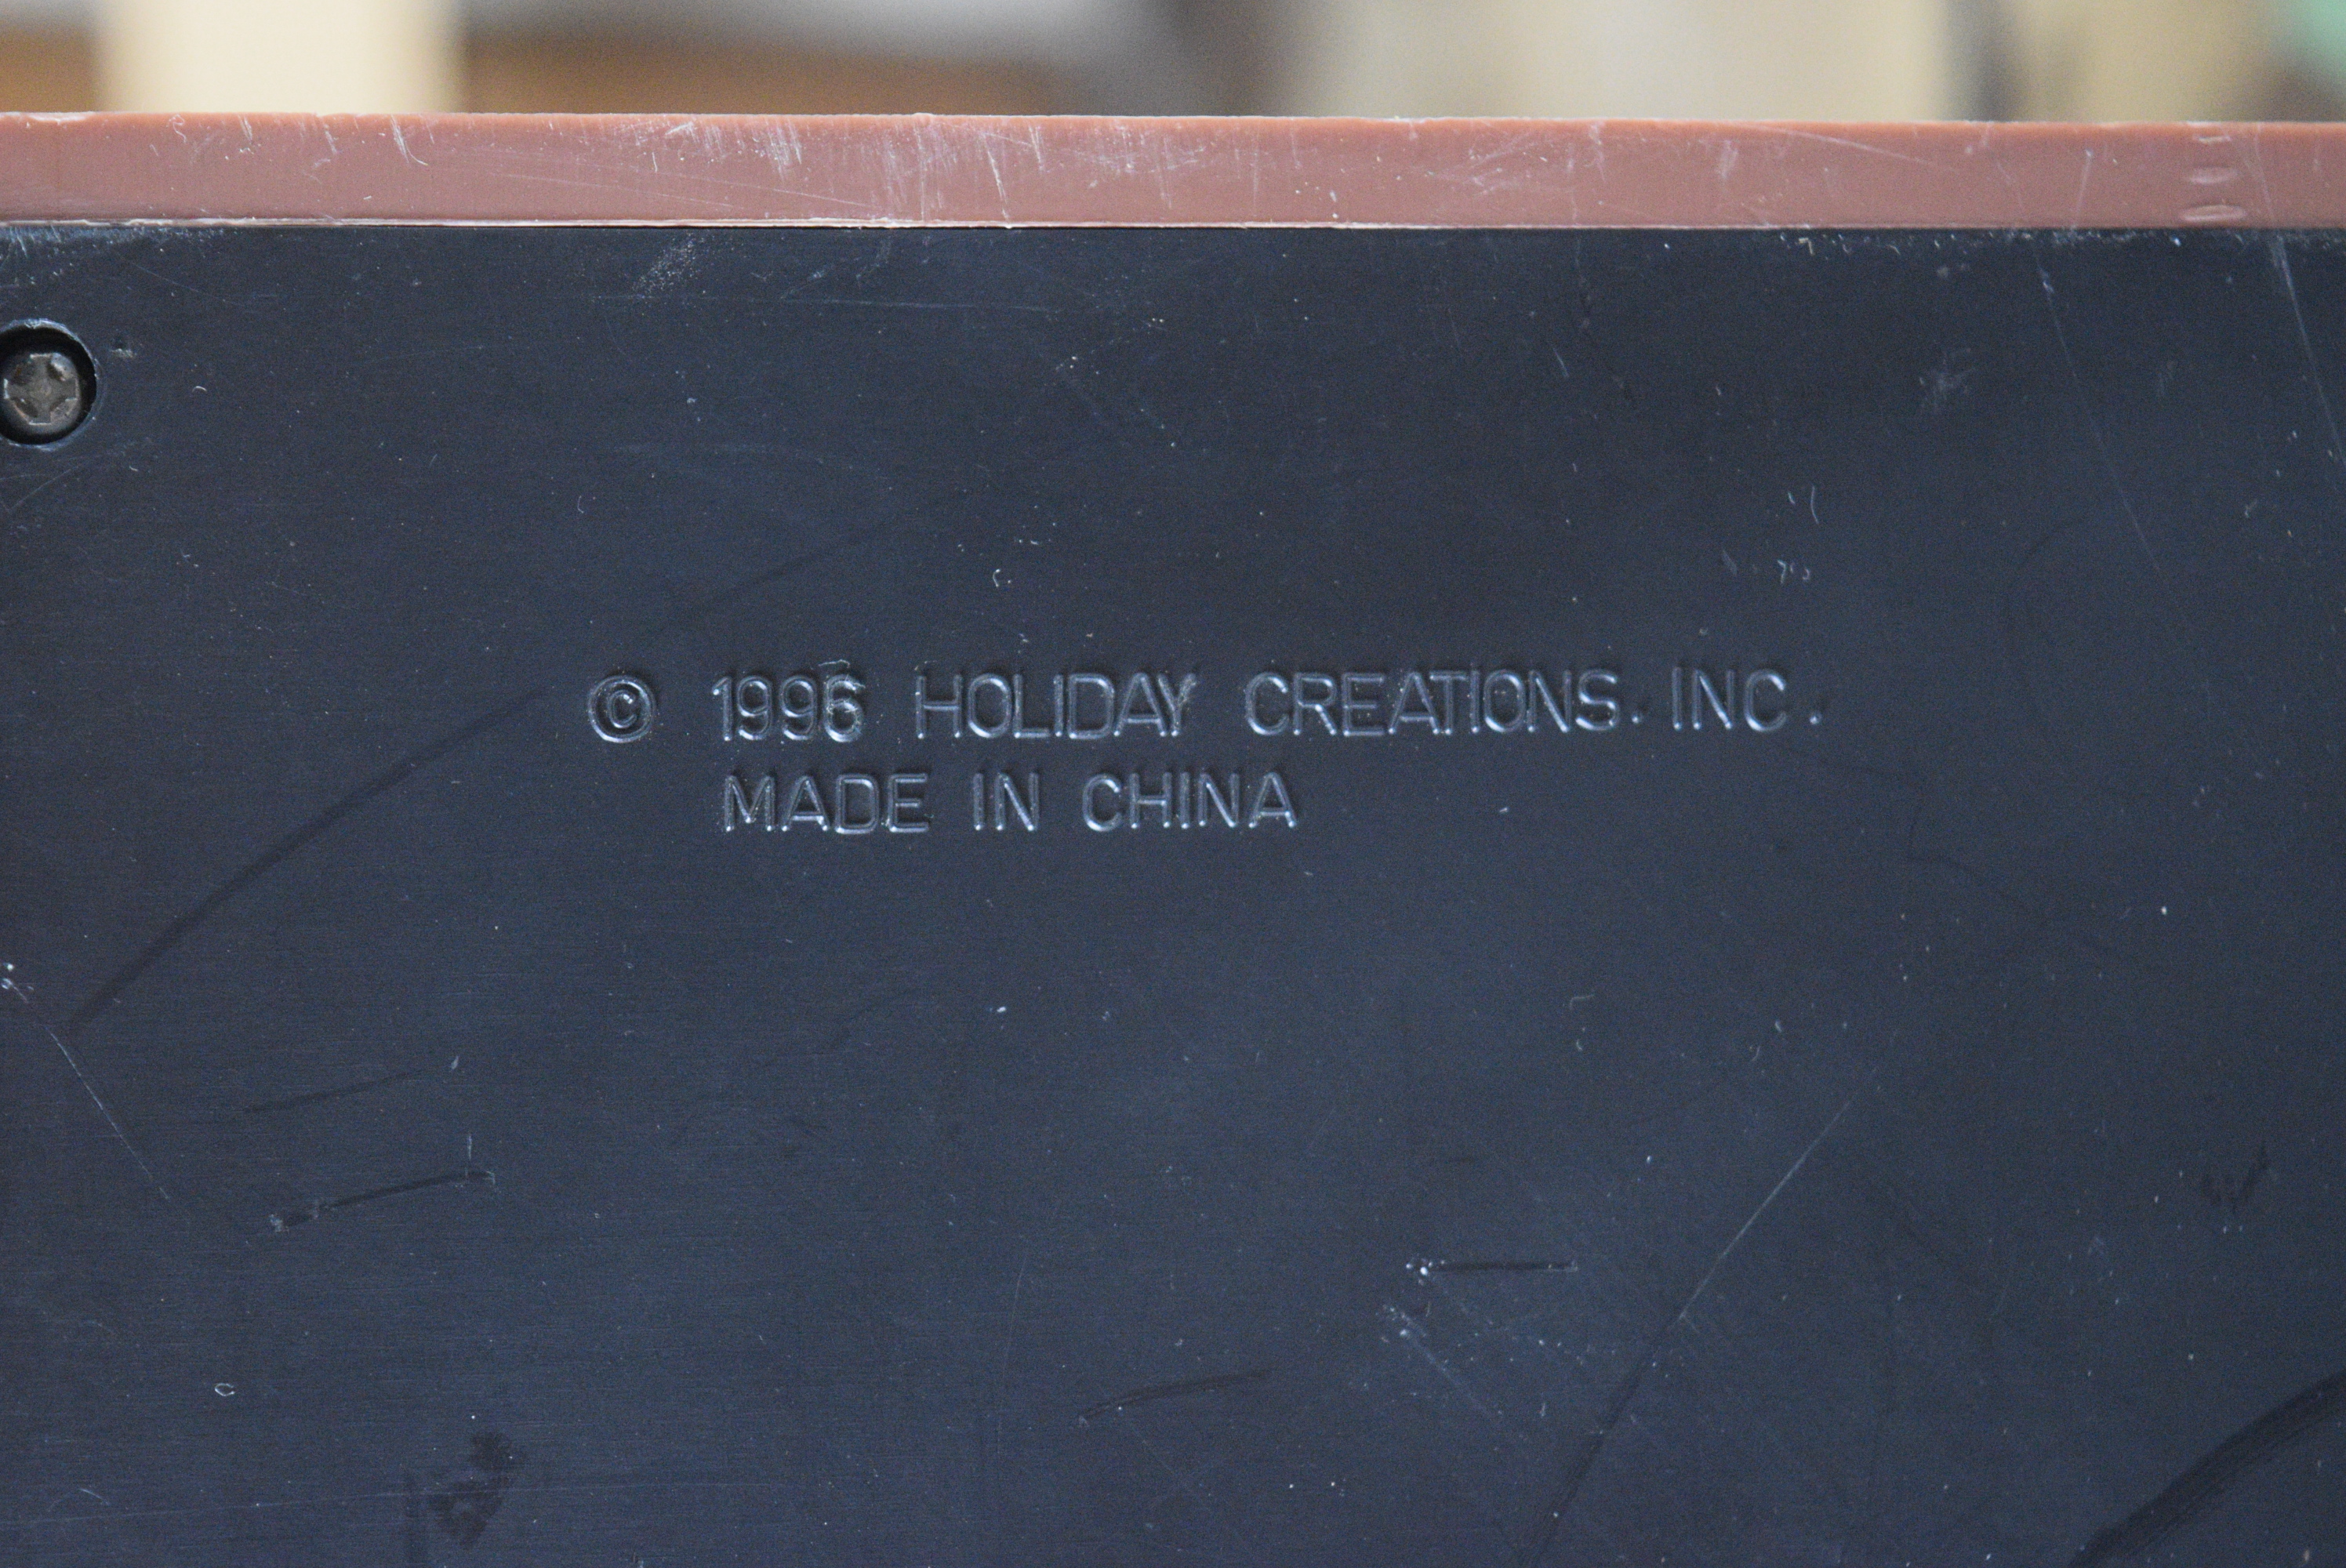 © 1996 HOLIDAY CREATIONS. INC.
MADE IN CHINA